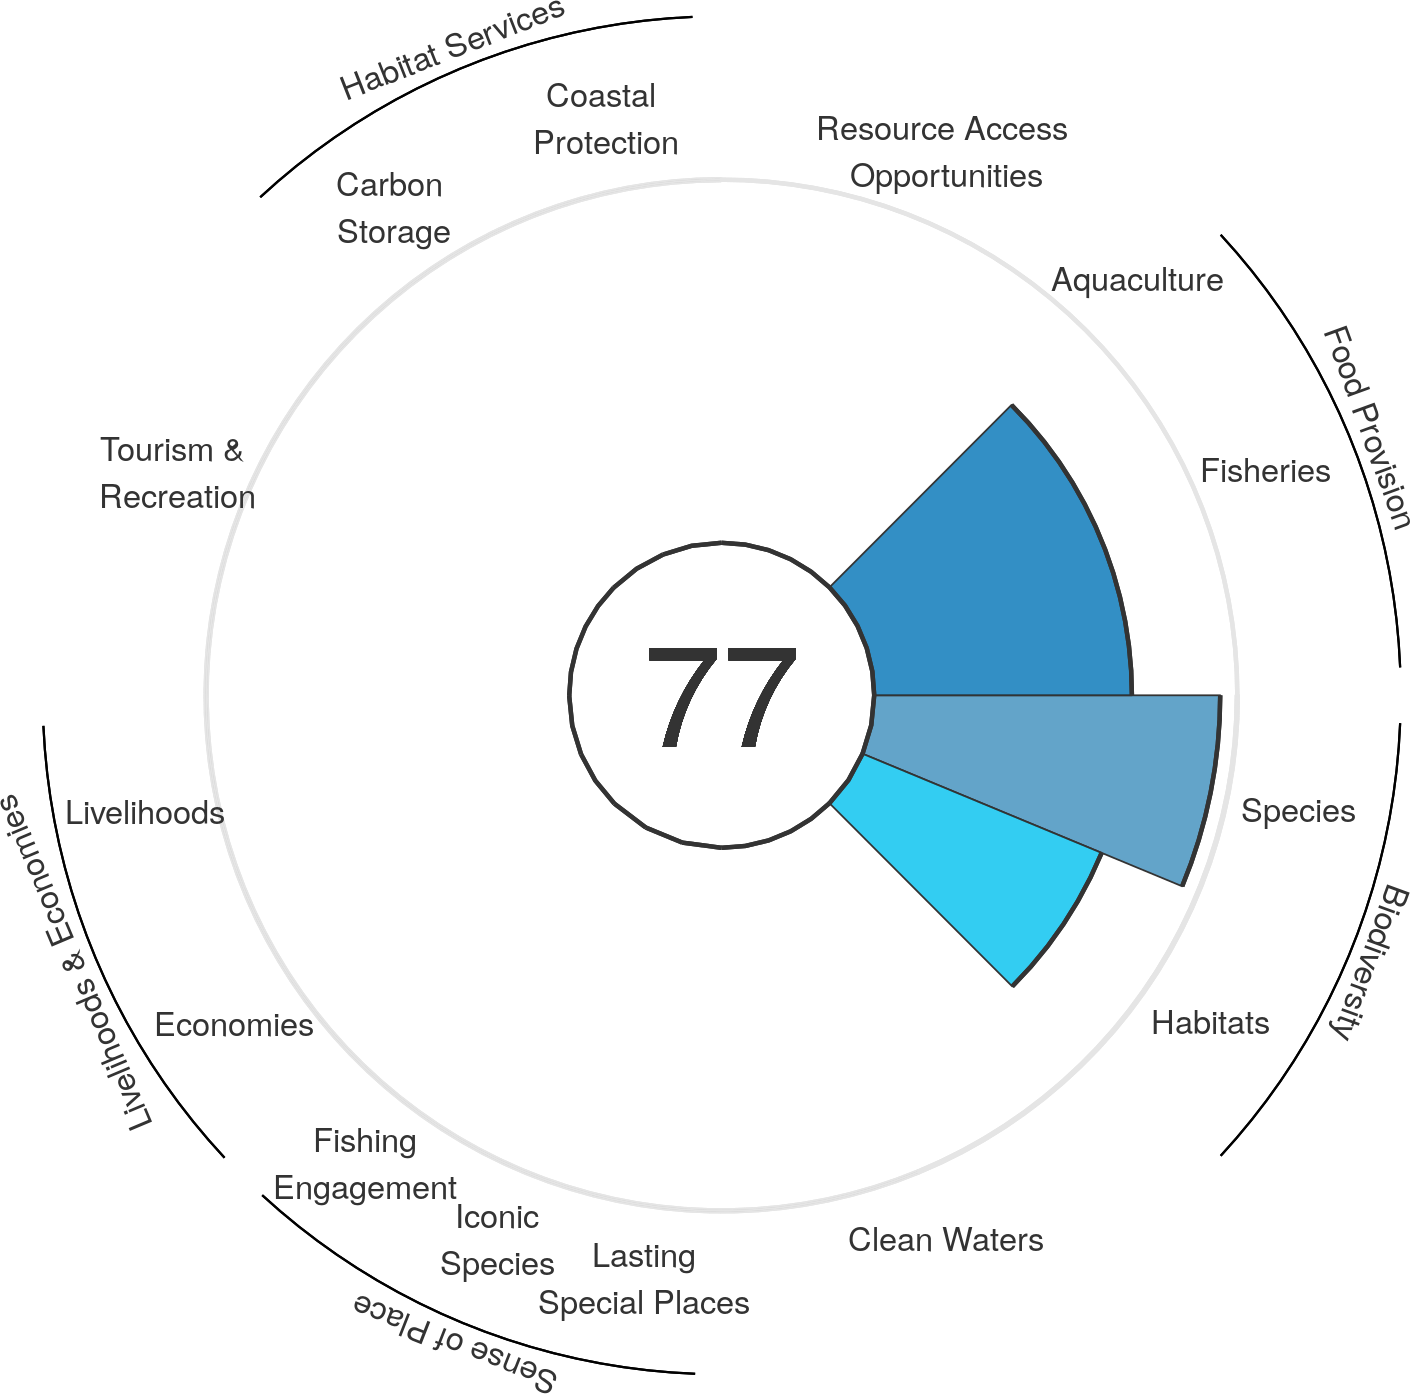 Habitat Services
Coastal
Protection
Carbon
Storage
Resource Access
Opportunities
Aquaculture
Food Provision
Fisheries
Tourism &
Recreation
77
Species
Biodiversity
Habitats
Livelihoods
Livelihoods & Economies
Economies
Fishing
Engagement
Iconic
Species
Lasting
Special Places
Clean Waters
Sense of Place